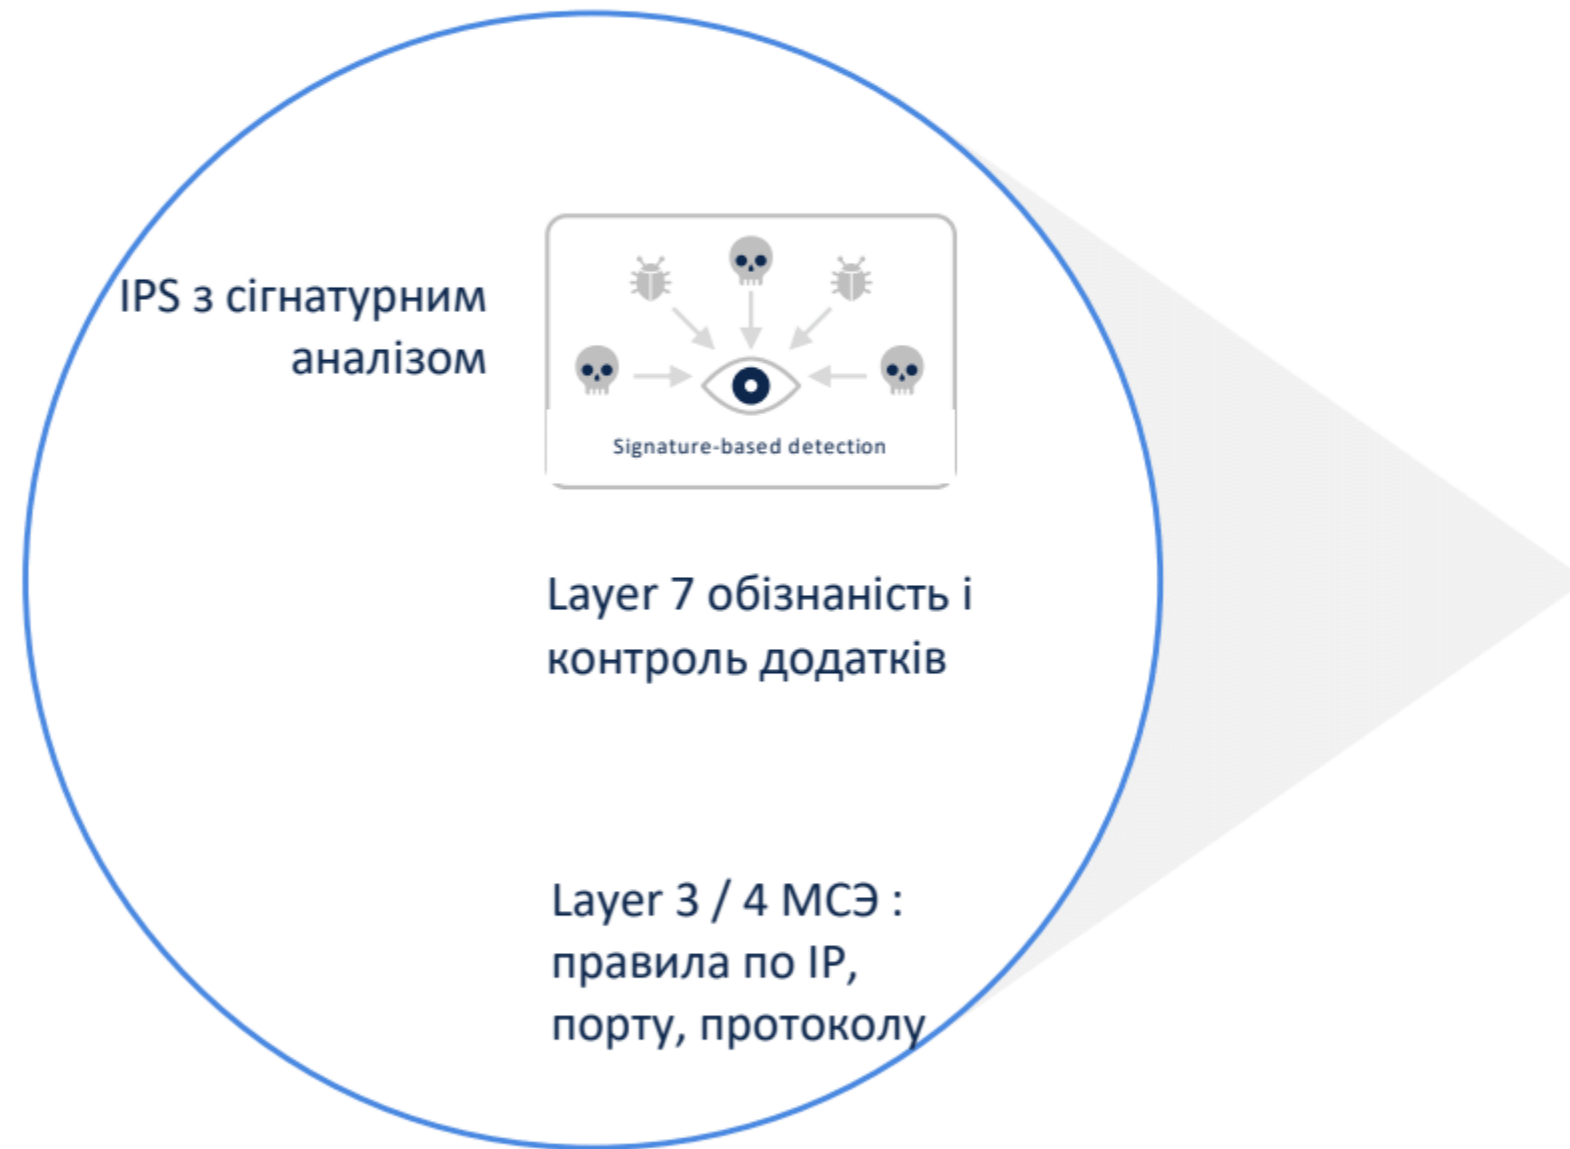 IPS з сігнатурним
аналізом
Signature-based detection
Layer 7 обізнаність і
контроль додатків
Layer 3 / 4 МСЭ :
правила по IP,
порту, протоколу